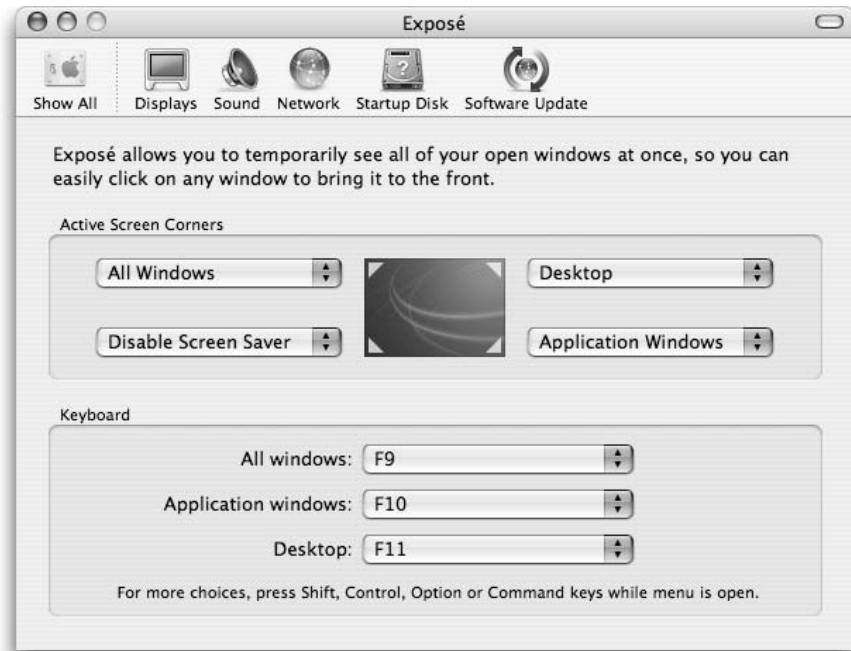 Exposé
Show All Displays Sound Network Startup Disk Software Update
Exposé allows you to temporarily see all of your open windows at once, so you can
easily click on any window to bring it to the front.
Active Screen Corners
All Windows Desktop
Disable Screen Saver Application Windows
Keyboard
All windows: F9
Application windows: F10
Desktop: F11
For more choices, press Shift, Control, Option or Command keys while menu is open.